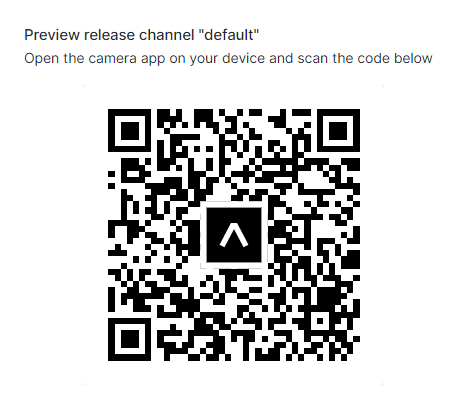 Preview release channel "default"
Open the camera app on your device and scan the code below